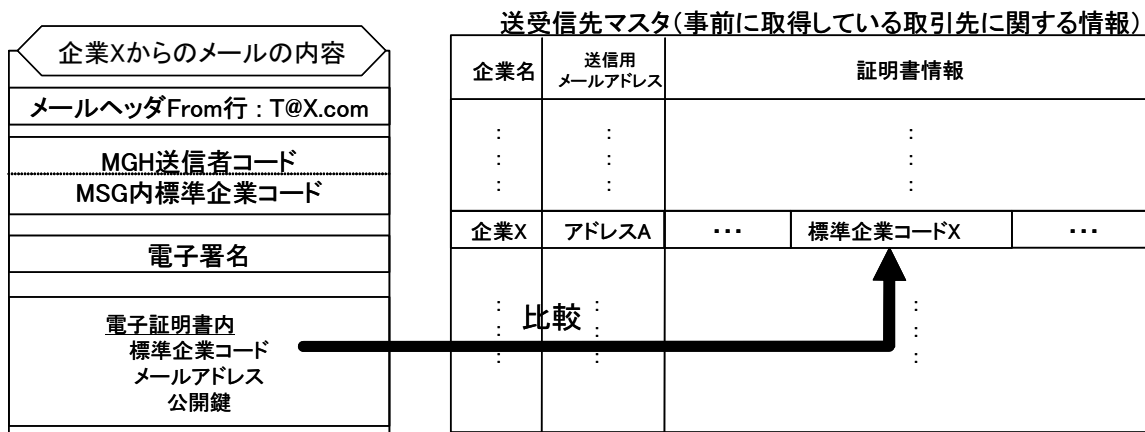 送受信先マスタ(事前に取得している取引先に関する情報)
企業Xからのメールの内容
メールヘッダFrom行：T@X.com
MGH送信者コード
MSG内標準企業コード
電子署名
電子証明書内
標準企業コード
メールアドレス
公開鍵
企業名
送信用
メールアドレス
証明書情報
: : :
: : :
: : :
企業X アドレスA ・・・ 標準企業コードX ・・・
比較
: : :
: : :
: : :